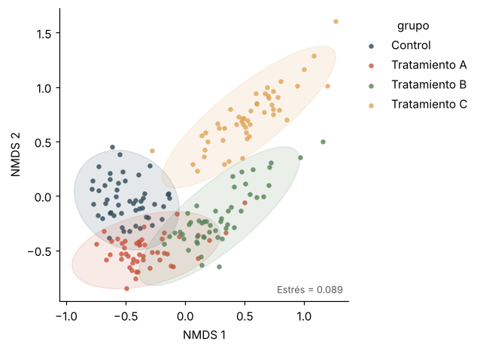 grupo
Control
Tratamiento A
Tratamiento B
Tratamiento C
NMDS 2
1.5
1.0
0.5
0.0
−0.5
Estrés = 0.089
−1.0 −0.5 0.0 0.5 1.0
NMDS 1